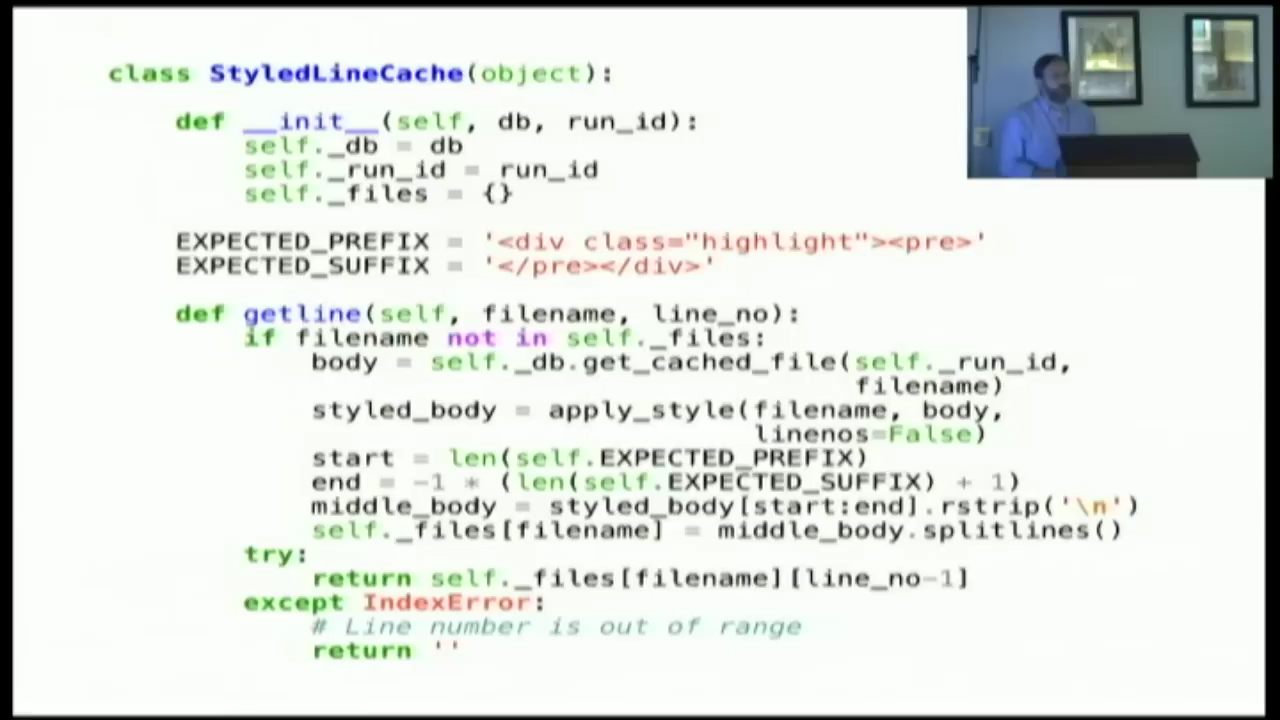 class StyledLineCache(object):
def __init__(self, db, run_id):
self._db = db
self._run_id = run_id
self._files = {}
EXPECTED_PREFIX = '<div class="highlight"><pre>'
EXPECTED_SUFFIX = '</pre></div>'
def getline(self, filename, line_no):
if filename not in self._files:
body = self._db.get_cached_file(self._run_id,
filename)
styled_body = apply_style(filename, body,
linenos=False)
start = len(self.EXPECTED_PREFIX)
end = -1 * (len(self.EXPECTED_SUFFIX) + 1)
middle_body = styled_body[start:end].rstrip('\n')
self._files[filename] = middle_body.splitlines()
try:
return self._files[filename][line_no-1]
except IndexError:
# Line number is out of range
return ''